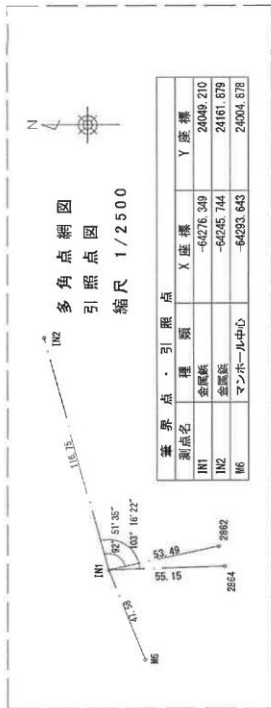 N
多角点網図
引照点図
縮尺 1/2500
IN2
116.75
IN1
92° 51'35"
103° 16'22"
41.58
M6
53.49
55.15
2862
2864
筆界点・引照点
測点名 種類 X座標 Y座標
IN1 金属鋲 -64276.349 24049.210
IN2 金属鋲 -64245.744 24161.879
M6 マンホール中心 -64293.643 24004.878